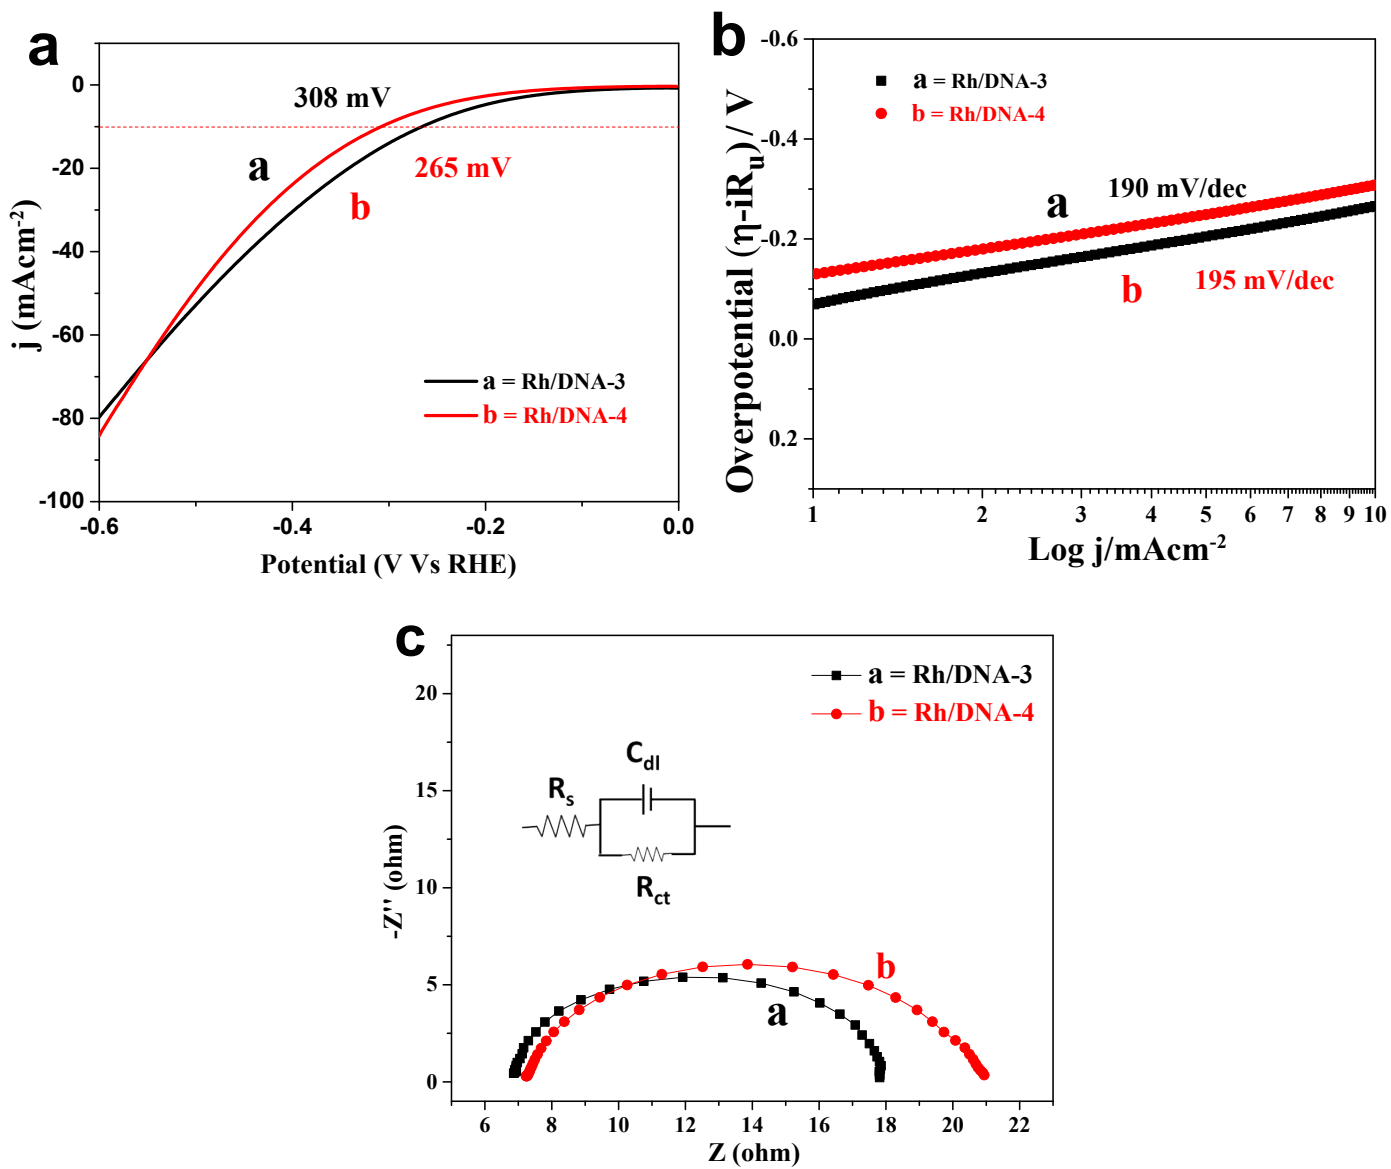 a
0
-20
-40
-60
-80
-100
-0.6
-0.4
-0.2
0.0
j (mAcm-2)
Potential (V Vs RHE)
308 mV
265 mV
a
b
a = Rh/DNA-3
b = Rh/DNA-4
b
-0.6
-0.4
-0.2
0.0
0.2
1
2
3
4
5
6
7
8
9
10
Overpotential (η-iRu)/ V
Log j/mAcm-2
a = Rh/DNA-3
b = Rh/DNA-4
190 mV/dec
a
b
195 mV/dec
c
20
15
10
5
0
6
8
10
12
14
16
18
20
22
-Z'' (ohm)
Z (ohm)
a = Rh/DNA-3
b = Rh/DNA-4
Cdl
Rs
Rct
b
a